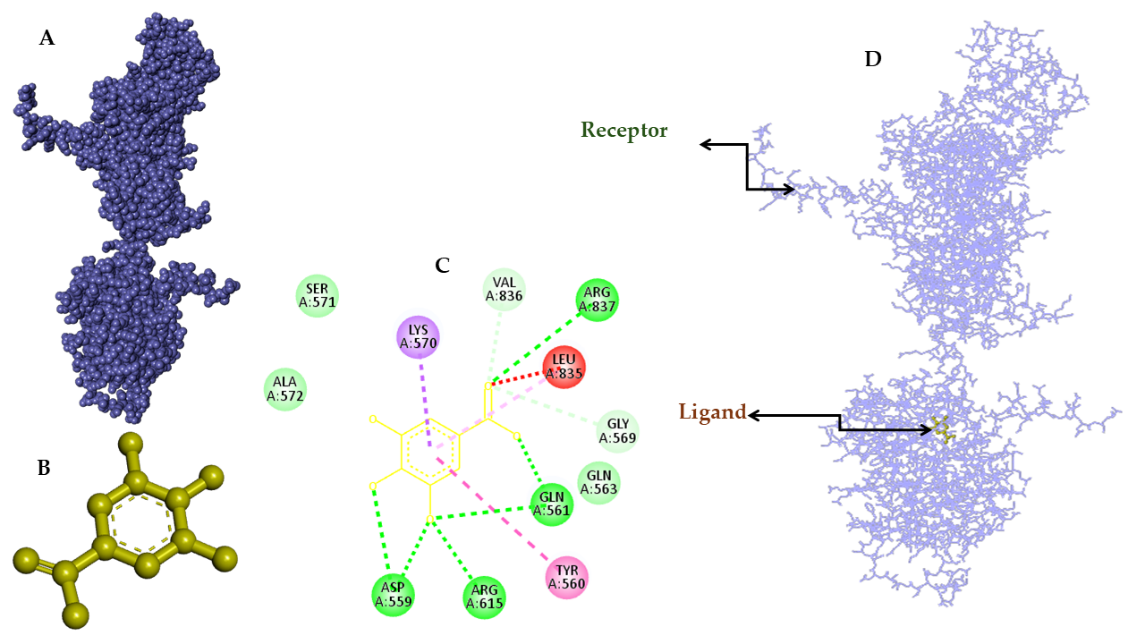 A
D
Receptor
C
SER
A:571
VAL
A:836
ARG
A:837
LYS
A:570
LEU
A:835
ALA
A:572
Ligand
GLY
A:569
B
GLN
A:563
GLN
A:561
TYR
A:560
ASP
A:559
ARG
A:615